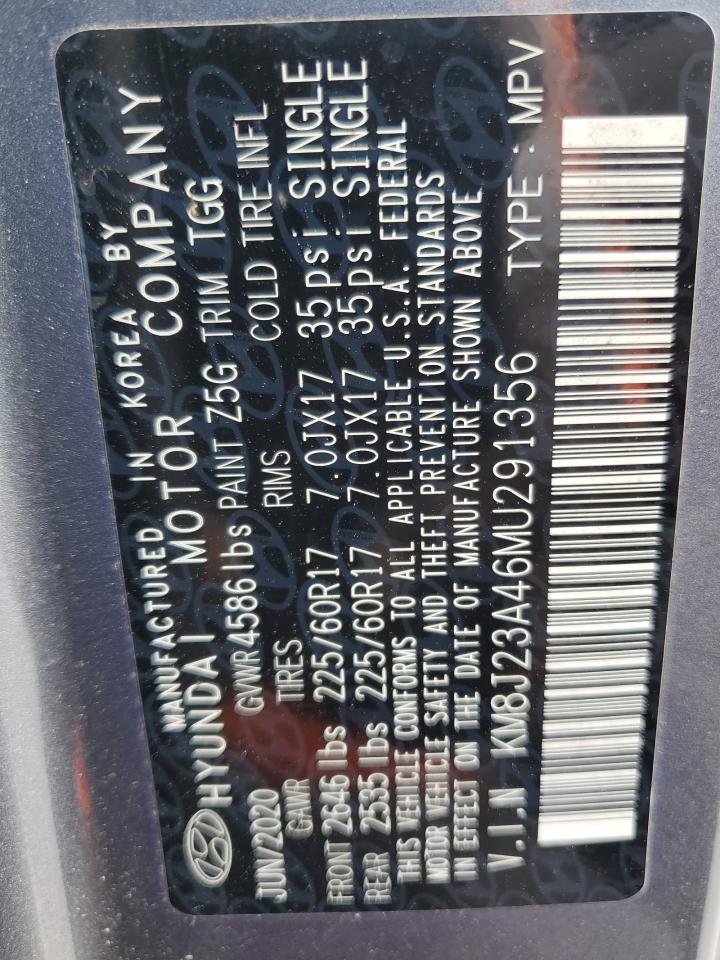 MANUFACTURED IN KOREA BY
HYUNDAI MOTOR COMPANY
JUN/2020 GVWR 4586 lbs PAINT Z5G TRIM TGG
GAWR TIRES RIMS COLD TIRE INFL
FRONT 2646 lbs 225/60R17 7.0JX17 35psi SINGLE
REAR 2535 lbs 225/60R17 7.0JX17 35psi SINGLE
THIS VEHICLE CONFORMS TO ALL APPLICABLE U.S.A. FEDERAL
MOTOR VEHICLE SAFETY AND THEFT PREVENTION STANDARDS
IN EFFECT ON THE DATE OF MANUFACTURE SHOWN ABOVE
V.I.N KM8J23A46MU291356 TYPE : MPV